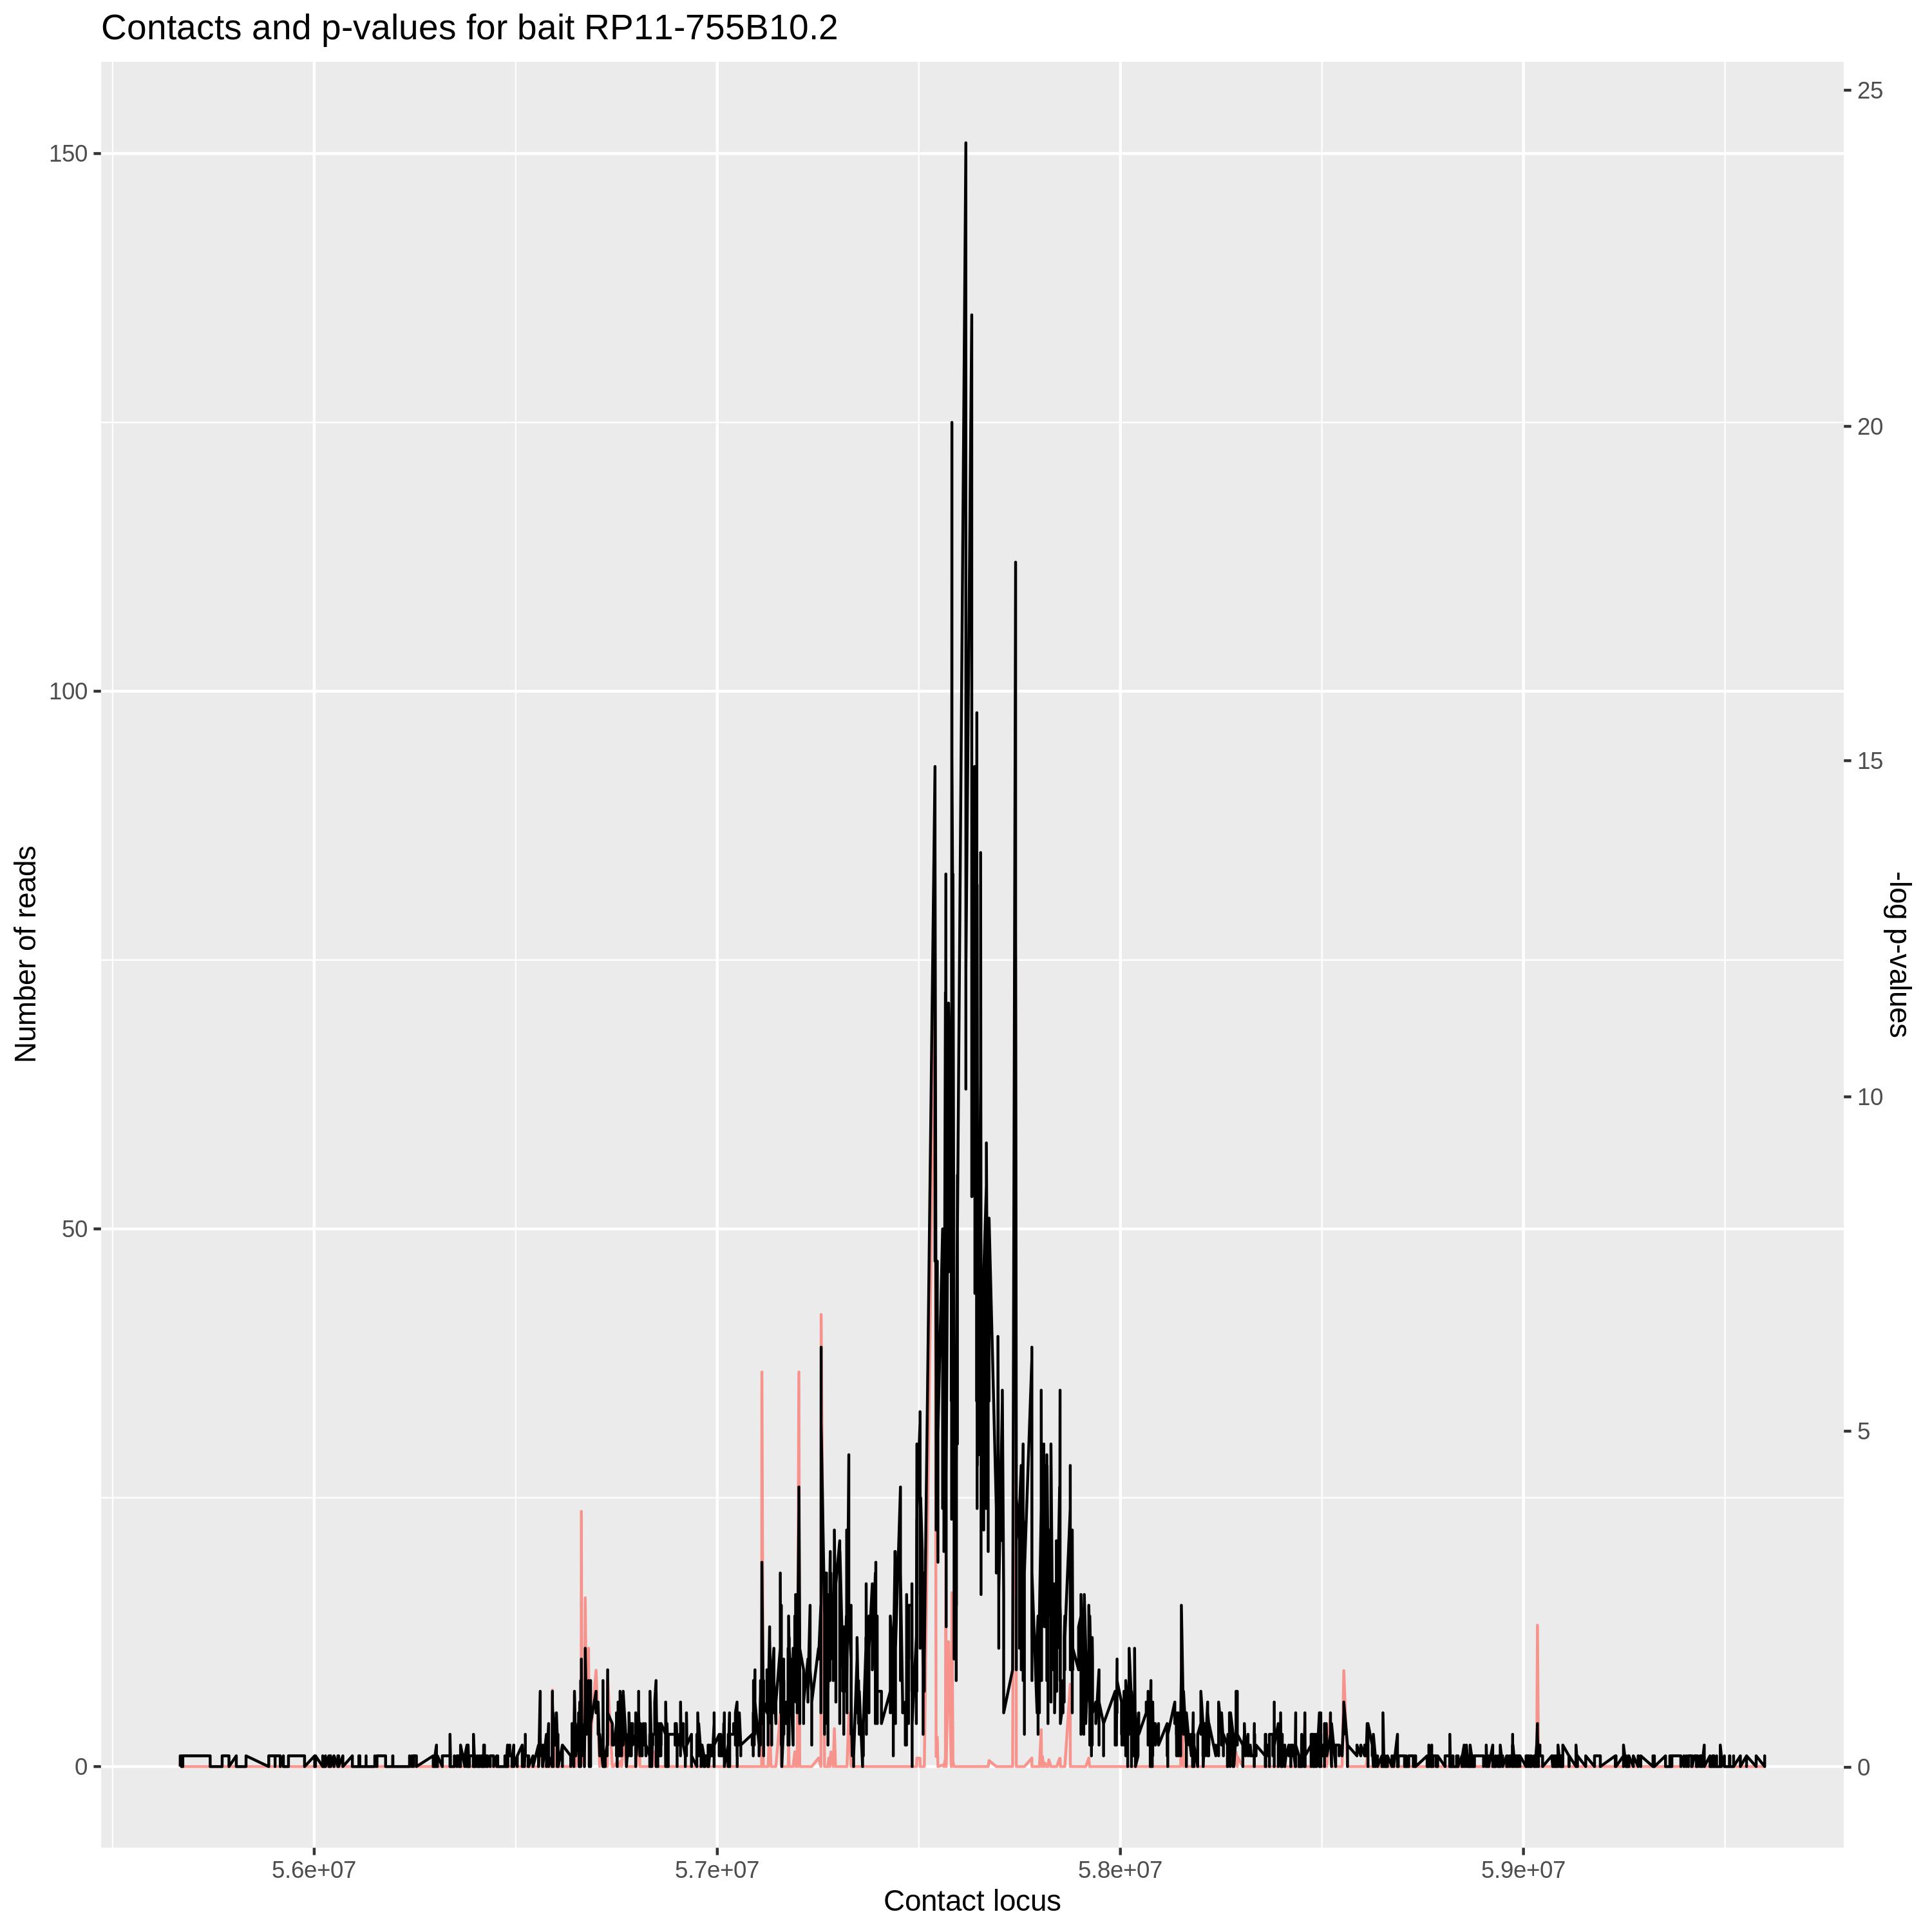 Contacts and p-values for bait RP11-755B10.2
150
100
50
0
Number of reads
25
20
15
10
5
0
-log p-values
5.6e+07
5.7e+07
5.8e+07
5.9e+07
Contact locus